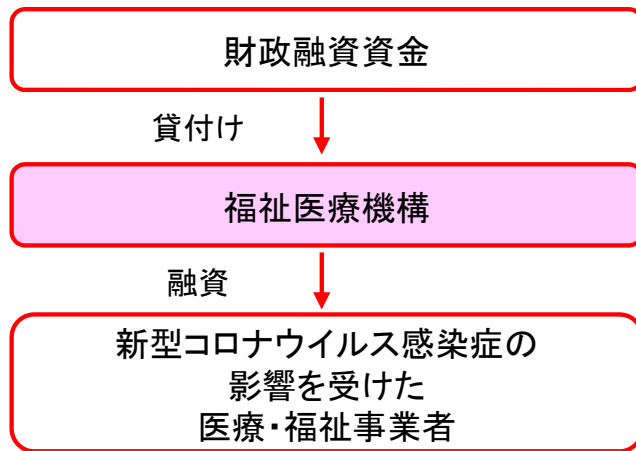 財政融資資金
貸付け
福祉医療機構
融資
新型コロナウイルス感染症の
影響を受けた
医療・福祉事業者